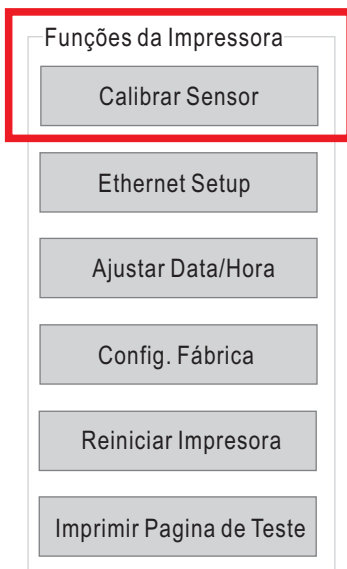 Funções da Impressora
Calibrar Sensor
Ethernet Setup
Ajustar Data/Hora
Config. Fábrica
Reiniciar Impresora
Imprimir Pagina de Teste